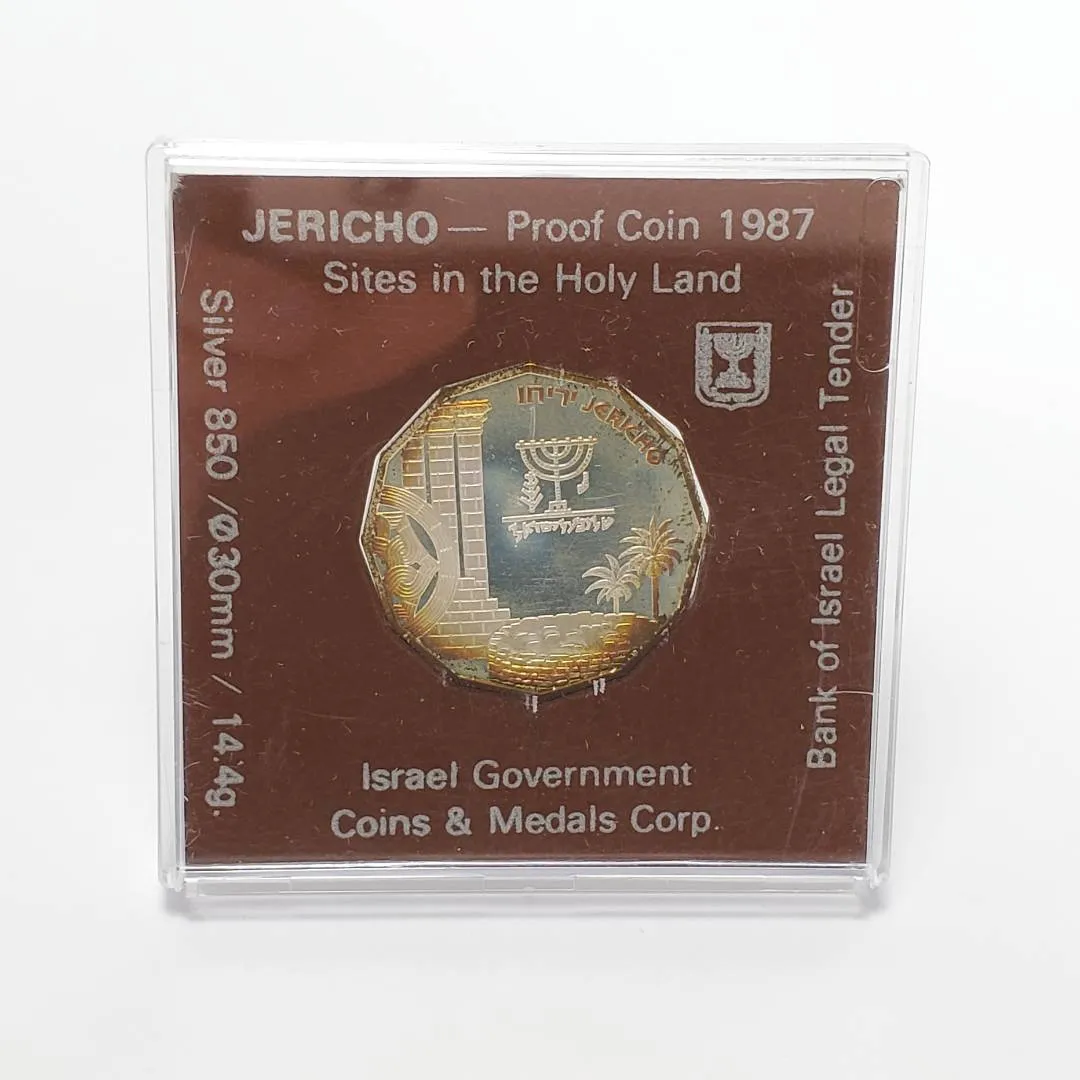 JERICHO — Proof Coin 1987
Sites in the Holy Land
Silver 850 /Ø30mm / 14.4g.
Bank of Israel Legal Tender
יריחו JERICHO
Israel Government
Coins & Medals Corp.